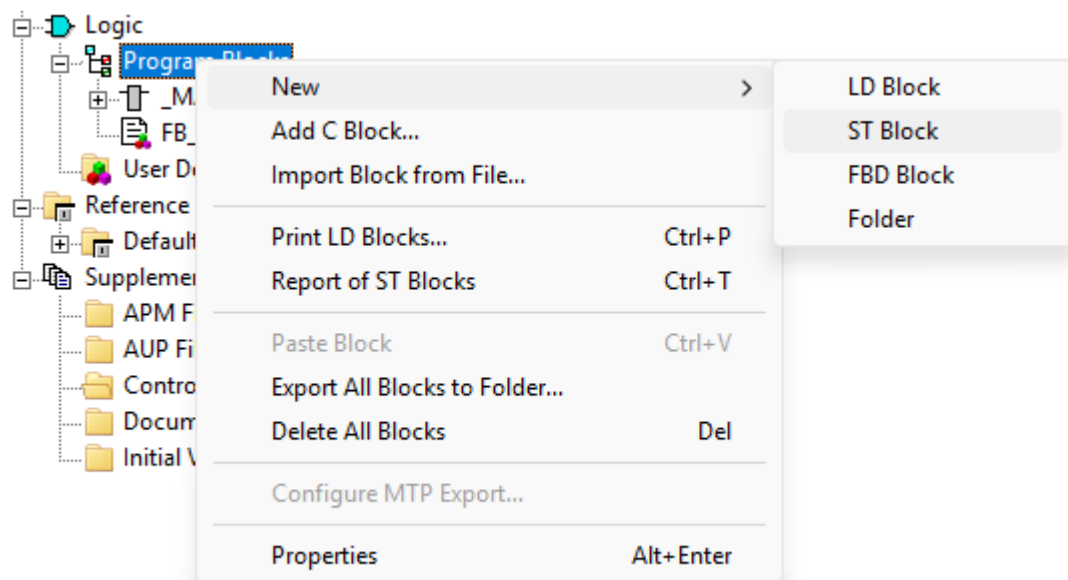 Logic
Program Blocks
_MA
FB_
User De
Reference
Default
Supplemen
APM F
AUP Fi
Contro
Docum
Initial V
New
Add C Block...
Import Block from File...
Print LD Blocks... Ctrl+P
Report of ST Blocks Ctrl+T
Paste Block Ctrl+V
Export All Blocks to Folder...
Delete All Blocks Del
Configure MTP Export...
Properties Alt+Enter
LD Block
ST Block
FBD Block
Folder